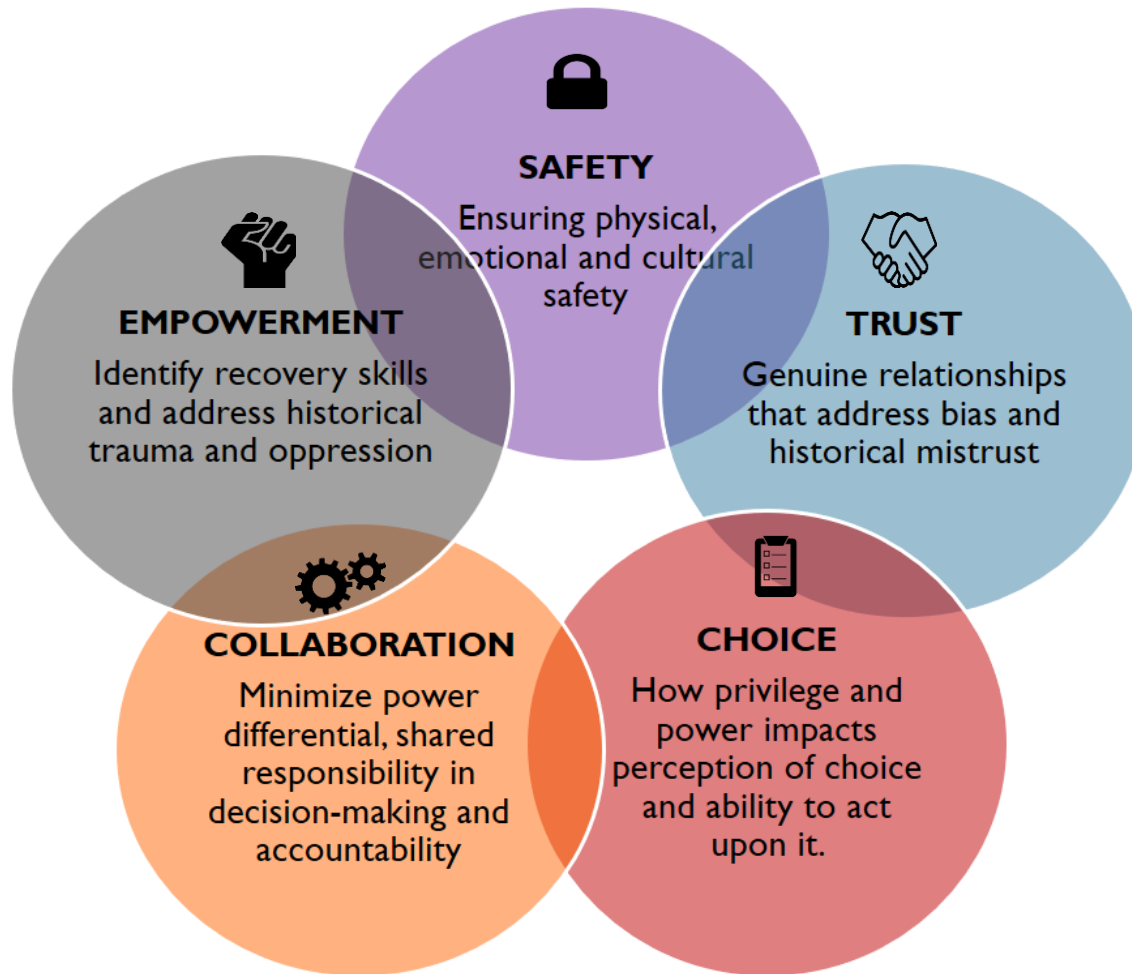 SAFETY
Ensuring physical,
emotional and cultural
safety
TRUST
Genuine relationships
that address bias and
historical mistrust
CHOICE
How privilege and
power impacts
perception of choice
and ability to act
upon it.
COLLABORATION
Minimize power
differential, shared
responsibility in
decision-making and
accountability
EMPOWERMENT
Identify recovery skills
and address historical
trauma and oppression